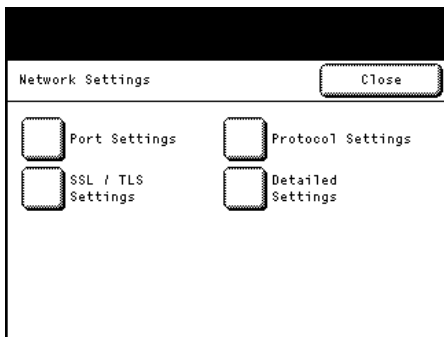 Network Settings
Close
Port Settings
Protocol Settings
SSL / TLS
Settings
Detailed
Settings